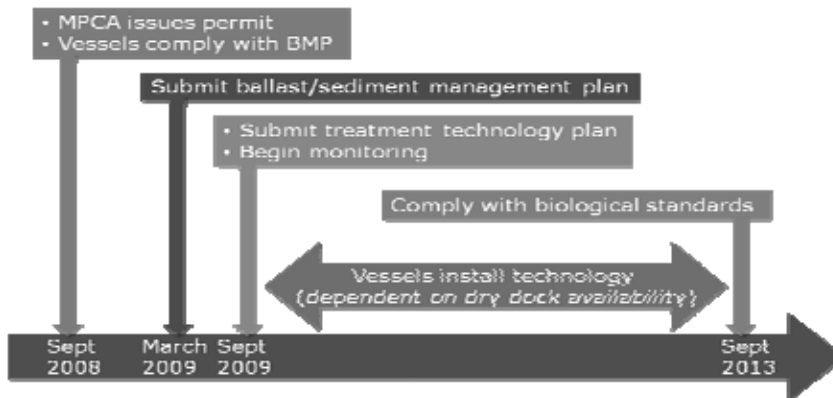 • MPCA issues permit
• Vessels comply with BMP
Submit ballast/sediment management plan
• Submit treatment technology plan
• Begin monitoring
Comply with biological standards
Vessels install technology
(dependent on dry dock availability)
Sept
2008
March
2009
Sept
2009
Sept
2013